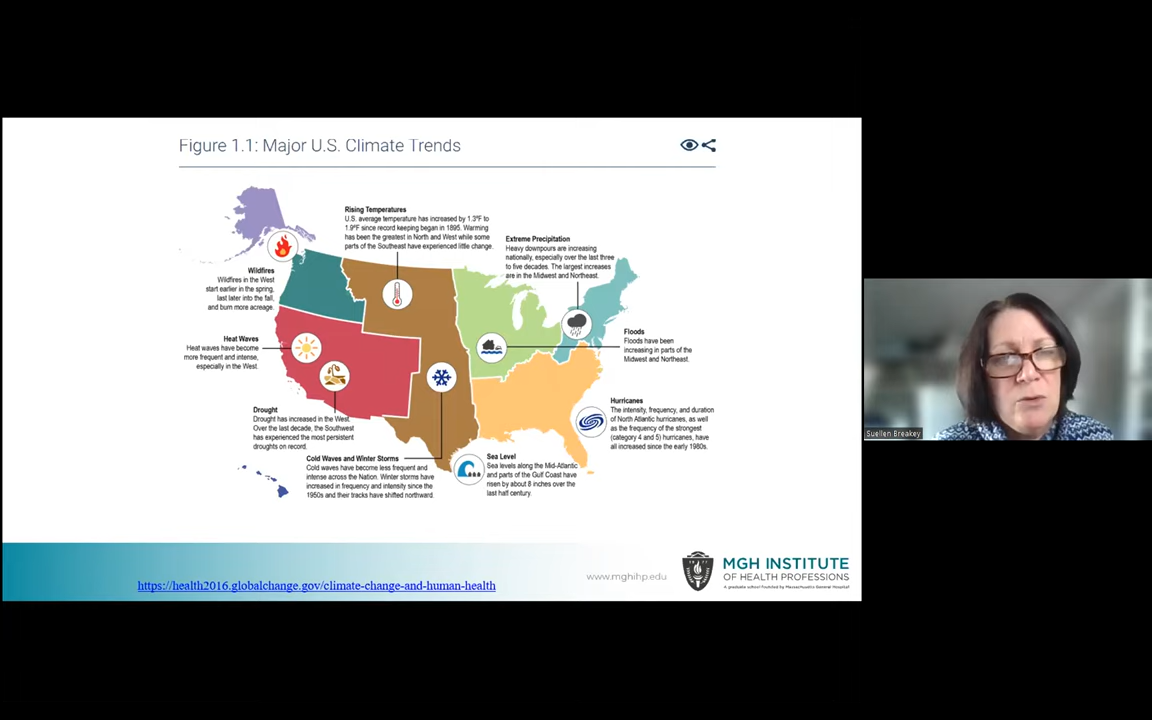 Figure 1.1: Major U.S. Climate Trends
Rising Temperatures
U.S. average temperature has increased by 1.3°F to
1.9°F since record keeping began in 1895. Warming
has been the greatest in North and West while some
parts of the Southeast have experienced little change.
Extreme Precipitation
Heavy downpours are increasing
nationally, especially over the last three
to five decades. The largest increases
are in the Midwest and Northeast.
Wildfires
Wildfires in the West
start earlier in the spring,
last later into the fall,
and burn more acreage.
Heat Waves
Heat waves have become
more frequent and intense,
especially in the West.
Floods
Floods have been
increasing in parts of the
Midwest and Northeast.
Drought
Drought has increased in the West.
Over the last decade, the Southwest
has experienced the most persistent
droughts on record.
Hurricanes
The intensity, frequency, and duration
of North Atlantic hurricanes, as well
as the frequency of the strongest
(category 4 and 5) hurricanes, have
all increased since the early 1980s.
Cold Waves and Winter Storms
Cold waves have become less frequent and
intense across the Nation. Winter storms have
increased in frequency and intensity since the
1950s and their tracks have shifted northward.
Sea Level
Sea levels along the Mid-Atlantic
and parts of the Gulf Coast have
risen by about 8 inches over the
last half century.
Suellen Breakey
https://health2016.globalchange.gov/climate-change-and-human-health
www.mghihp.edu
MGH INSTITUTE
OF HEALTH PROFESSIONS
A graduate school founded by Massachusetts General Hospital